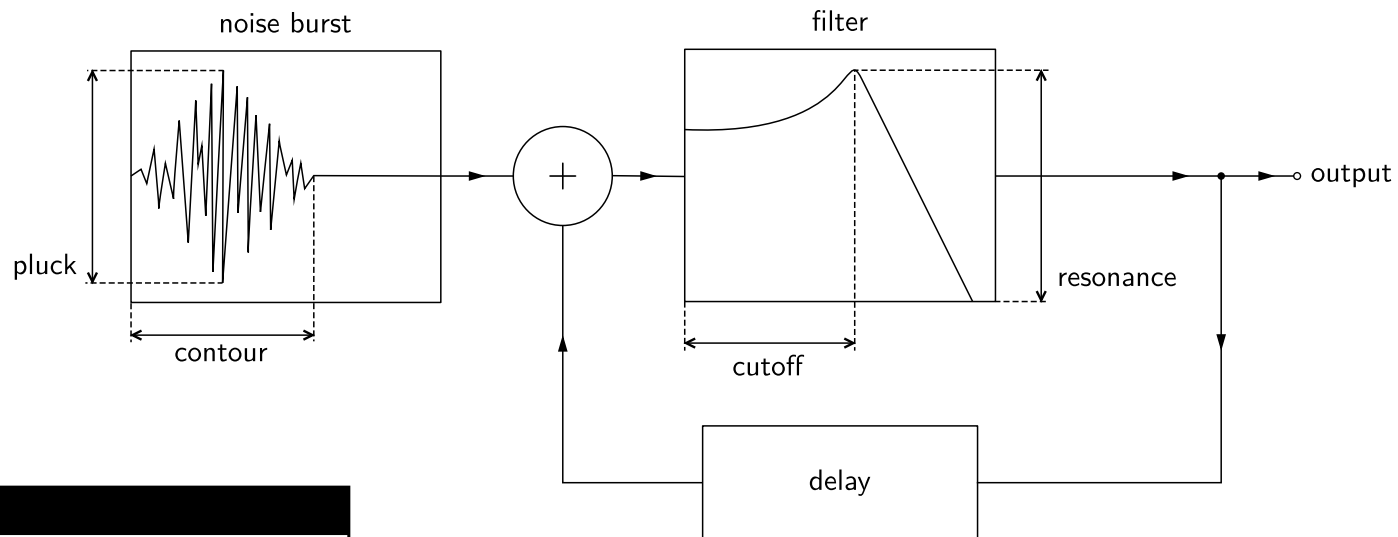 noise burst
filter
+
output
pluck
resonance
contour
cutoff
delay